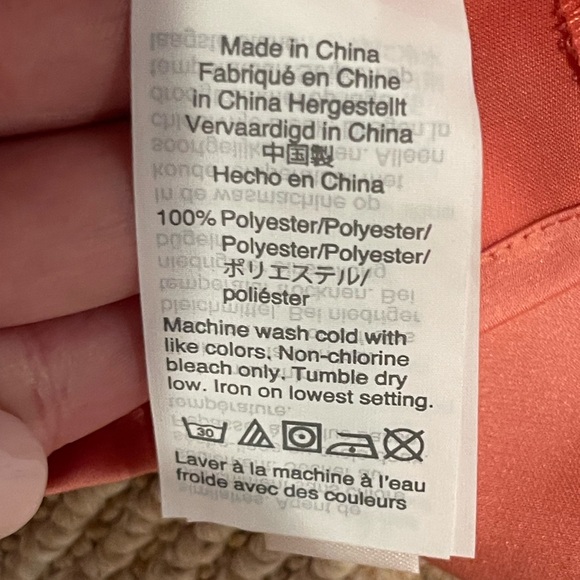 Made in China
Fabriqué en Chine
in China Hergestellt
Vervaardigd in China
中国製
Hecho en China
100% Polyester/Polyester/
Polyester/Polyester/
ポリエステル/
poliéster
Machine wash cold with
like colors. Non-chlorine
bleach only. Tumble dry
low. Iron on lowest setting.
30
Laver à la machine à l'eau
froide avec des couleurs